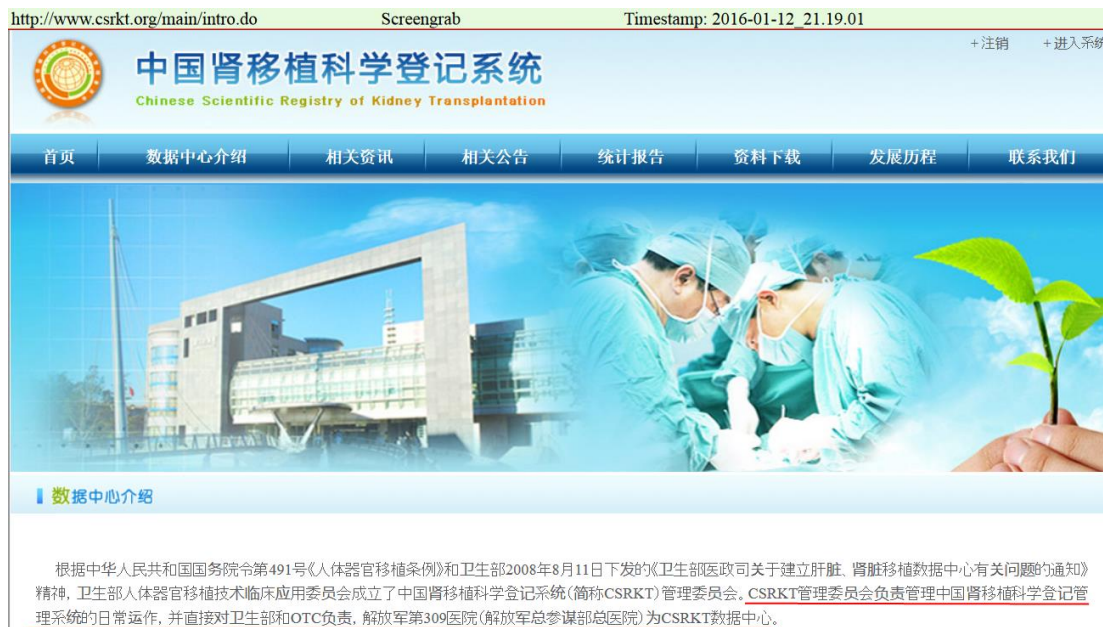 http://www.csrkt.org/main/intro.do Screengrab Timestamp: 2016-01-12_21.19.01
+注销 +进入系统
中国肾移植科学登记系统
Chinese Scientific Registry of Kidney Transplantation
首页 数据中心介绍 相关资讯 相关公告 统计报告 资料下载 发展历程 联系我们
数据中心介绍
根据中华人民共和国国务院令第491号《人体器官移植条例》和卫生部2008年8月11日下发的《卫生部医政司关于建立肝脏、肾脏移植数据中心有关问题的通知》
精神, 卫生部人体器官移植技术临床应用委员会成立了中国肾移植科学登记系统(简称CSRKT)管理委员会。CSRKT管理委员会负责管理中国肾移植科学登记管
理系统的日常运作, 并直接对卫生部和OTC负责, 解放军第309医院(解放军总参谋部总医院)为CSRKT数据中心。